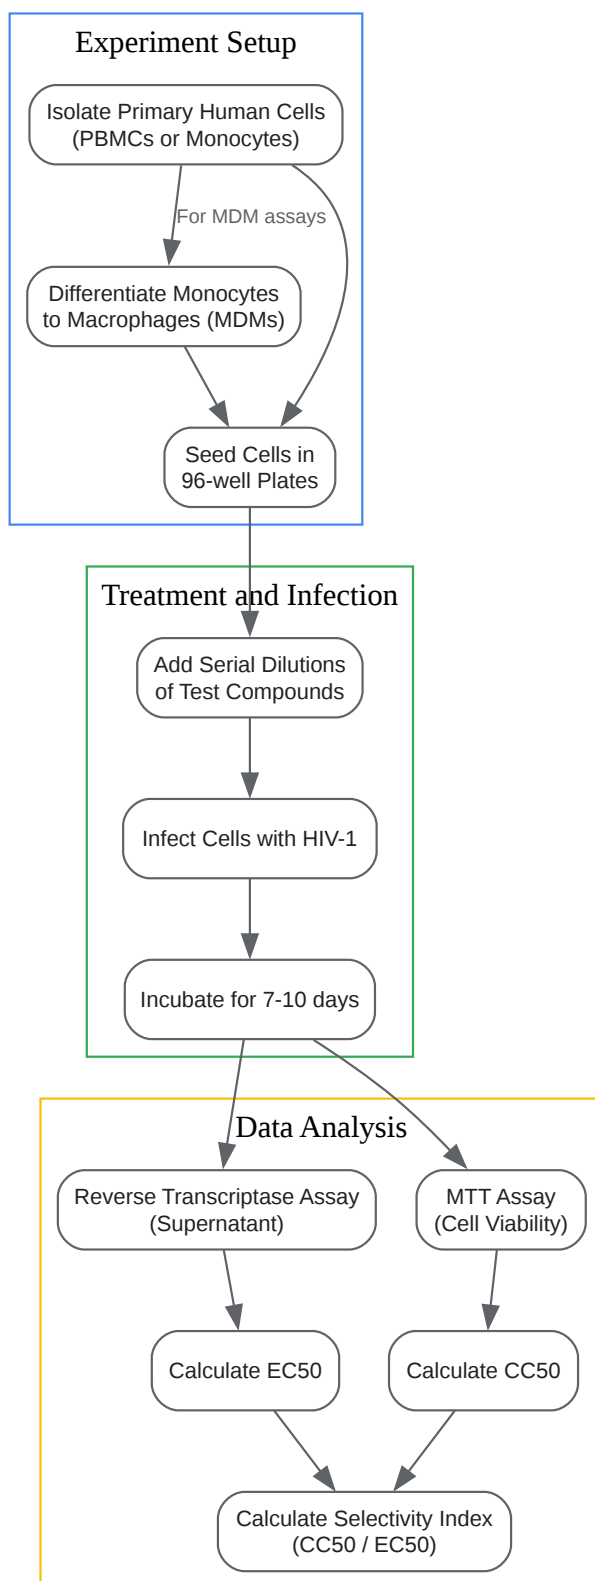 Experiment Setup
Isolate Primary Human Cells
(PBMCs or Monocytes)
For MDM assays
Differentiate Monocytes
to Macrophages (MDMs)
Seed Cells in
96-well Plates
Treatment and Infection
Add Serial Dilutions
of Test Compounds
Infect Cells with HIV-1
Incubate for 7-10 days
Data Analysis
Reverse Transcriptase Assay
(Supernatant)
MTT Assay
(Cell Viability)
Calculate EC50
Calculate CC50
Calculate Selectivity Index
(CC50 / EC50)